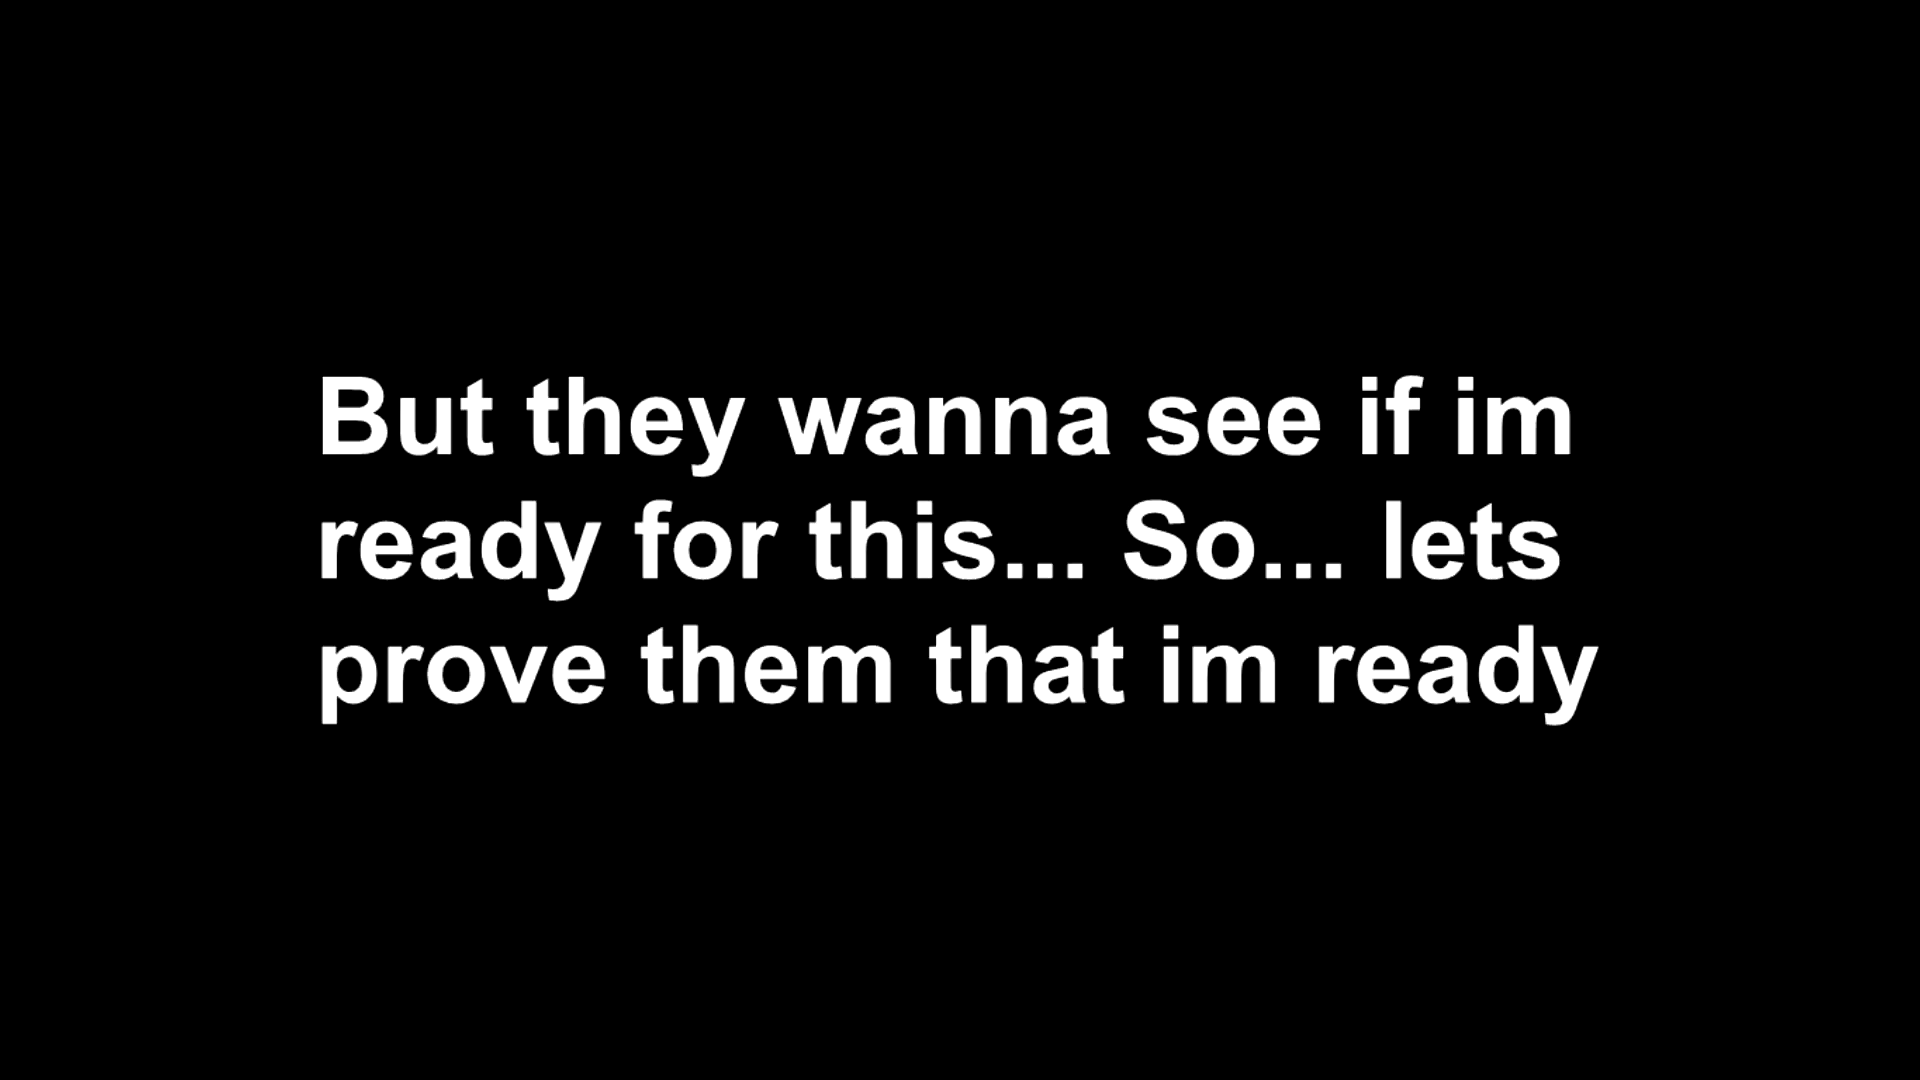 But they wanna see if im
ready for this... So... lets
prove them that im ready